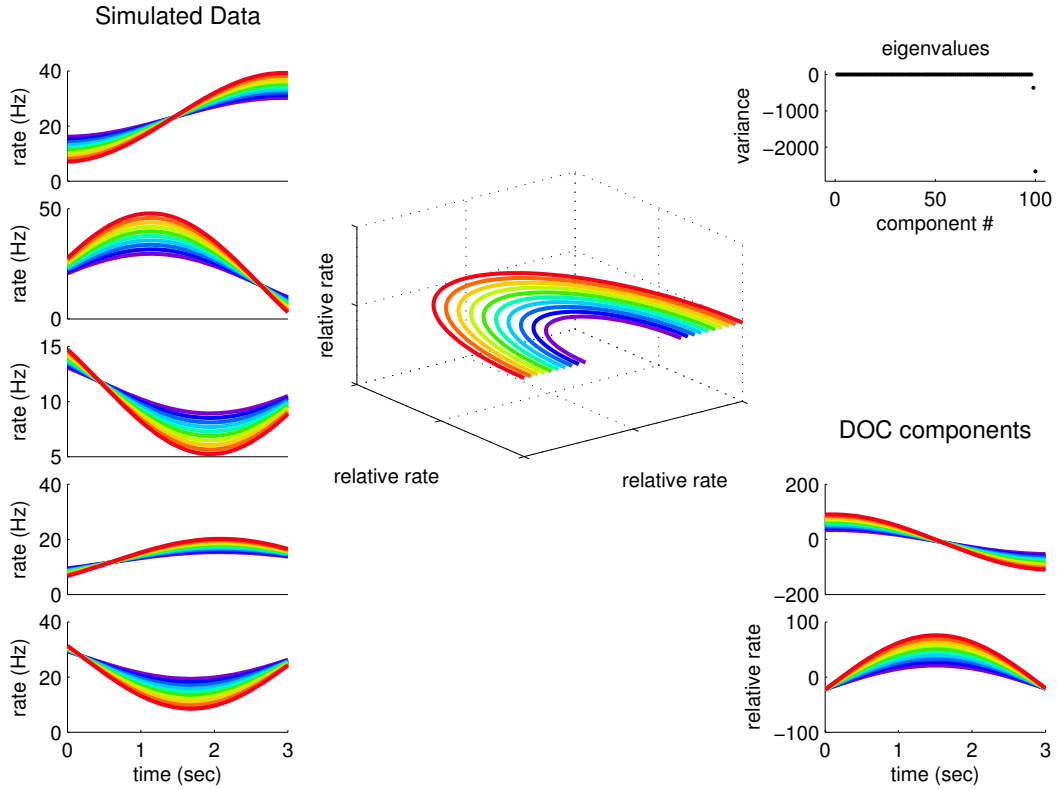 Simulated Data
40
20
0
rate (Hz)
50
0
rate (Hz)
15
10
5
rate (Hz)
40
20
0
rate (Hz)
40
20
0
rate (Hz)
0 1 2 3
time (sec)
relative rate
relative rate
relative rate
eigenvalues
0
−1000
−2000
variance
0 50 100
component #
DOC components
200
0
−200
100
0
−100
relative rate
0 1 2 3
time (sec)